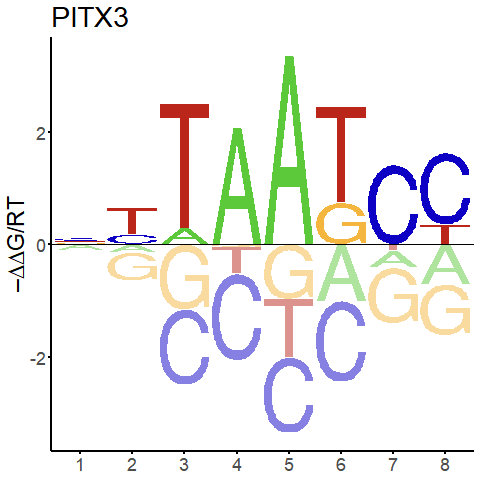 PITX3
−ΔΔG/RT
2
0
-2
T T A A T C C
C A G C
G A T G A A A
G G C G T C G G
C C
1 2 3 4 5 6 7 8